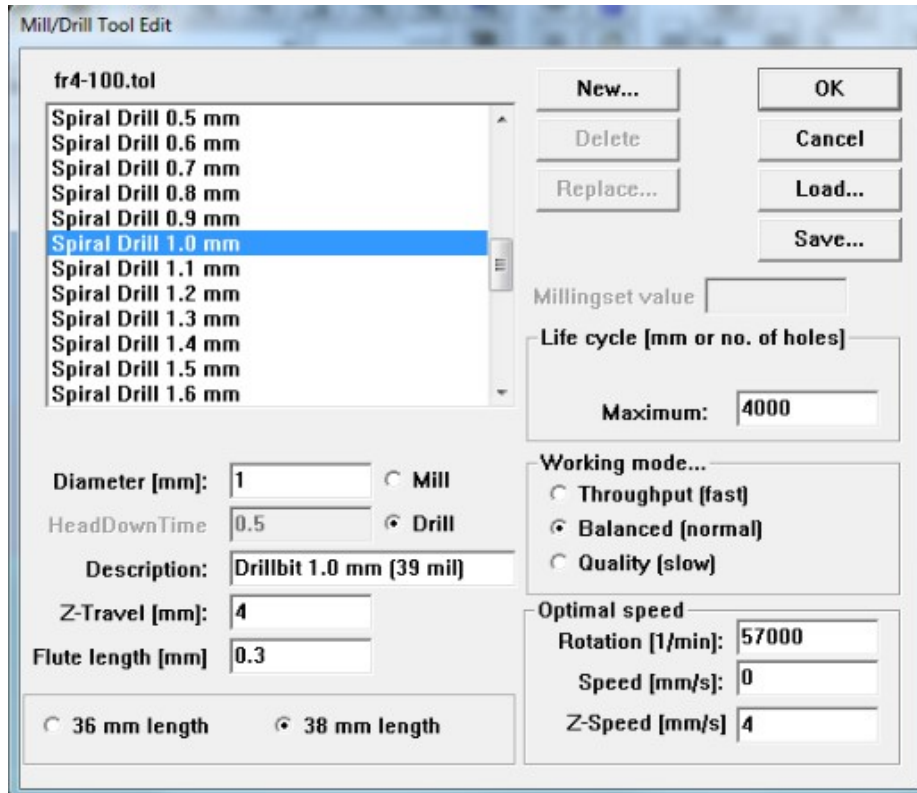 Mill/Drill Tool Edit
fr4-100.tol
Spiral Drill 0.5 mm
Spiral Drill 0.6 mm
Spiral Drill 0.7 mm
Spiral Drill 0.8 mm
Spiral Drill 0.9 mm
Spiral Drill 1.0 mm
Spiral Drill 1.1 mm
Spiral Drill 1.2 mm
Spiral Drill 1.3 mm
Spiral Drill 1.4 mm
Spiral Drill 1.5 mm
Spiral Drill 1.6 mm
New...
OK
Delete
Cancel
Replace...
Load...
Save...
Millingset value
Life cycle [mm or no. of holes]
Maximum: 4000
Diameter [mm]: 1
Mill
HeadDownTime 0.5
Drill
Description: Drillbit 1.0 mm (39 mil)
Z-Travel [mm]: 4
Flute length [mm] 0.3
36 mm length
38 mm length
Working mode...
Throughput (fast)
Balanced (normal)
Quality (slow)
Optimal speed
Rotation [1/min]: 57000
Speed [mm/s]: 0
Z-Speed [mm/s] 4